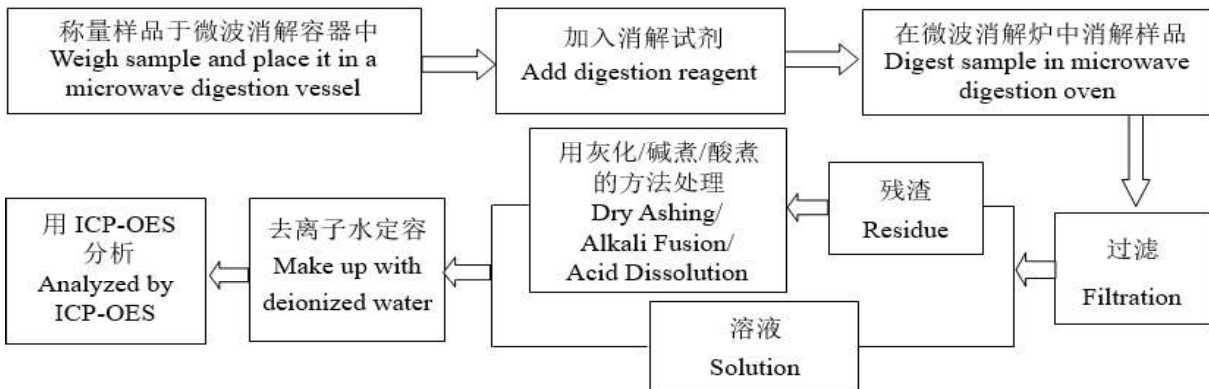 称量样品于微波消解容器中
Weigh sample and place it in a
microwave digestion vessel
加入消解试剂
Add digestion reagent
在微波消解炉中消解样品
Digest sample in microwave
digestion oven
过滤
Filtration
残渣
Residue
用灰化/碱煮/酸煮
的方法处理
Dry Ashing/
Alkali Fusion/
Acid Dissolution
溶液
Solution
去离子水定容
Make up with
deionized water
用 ICP-OES
分析
Analyzed by
ICP-OES